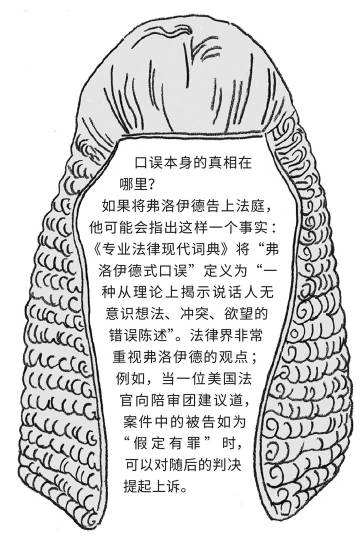 口误本身的真相在
哪里？
如果将弗洛伊德告上法庭，
他可能会指出这样一个事实：
《专业法律现代词典》将“弗
洛伊德式口误”定义为“一
种从理论上揭示说话人无
意识想法、冲突、欲望的
错误陈述”。法律界非常
重视弗洛伊德的观点；
例如，当一位美国法
官向陪审团建议道，
案件中的被告如为
“假定有罪”时，
可以对随后的判决
提起上诉。